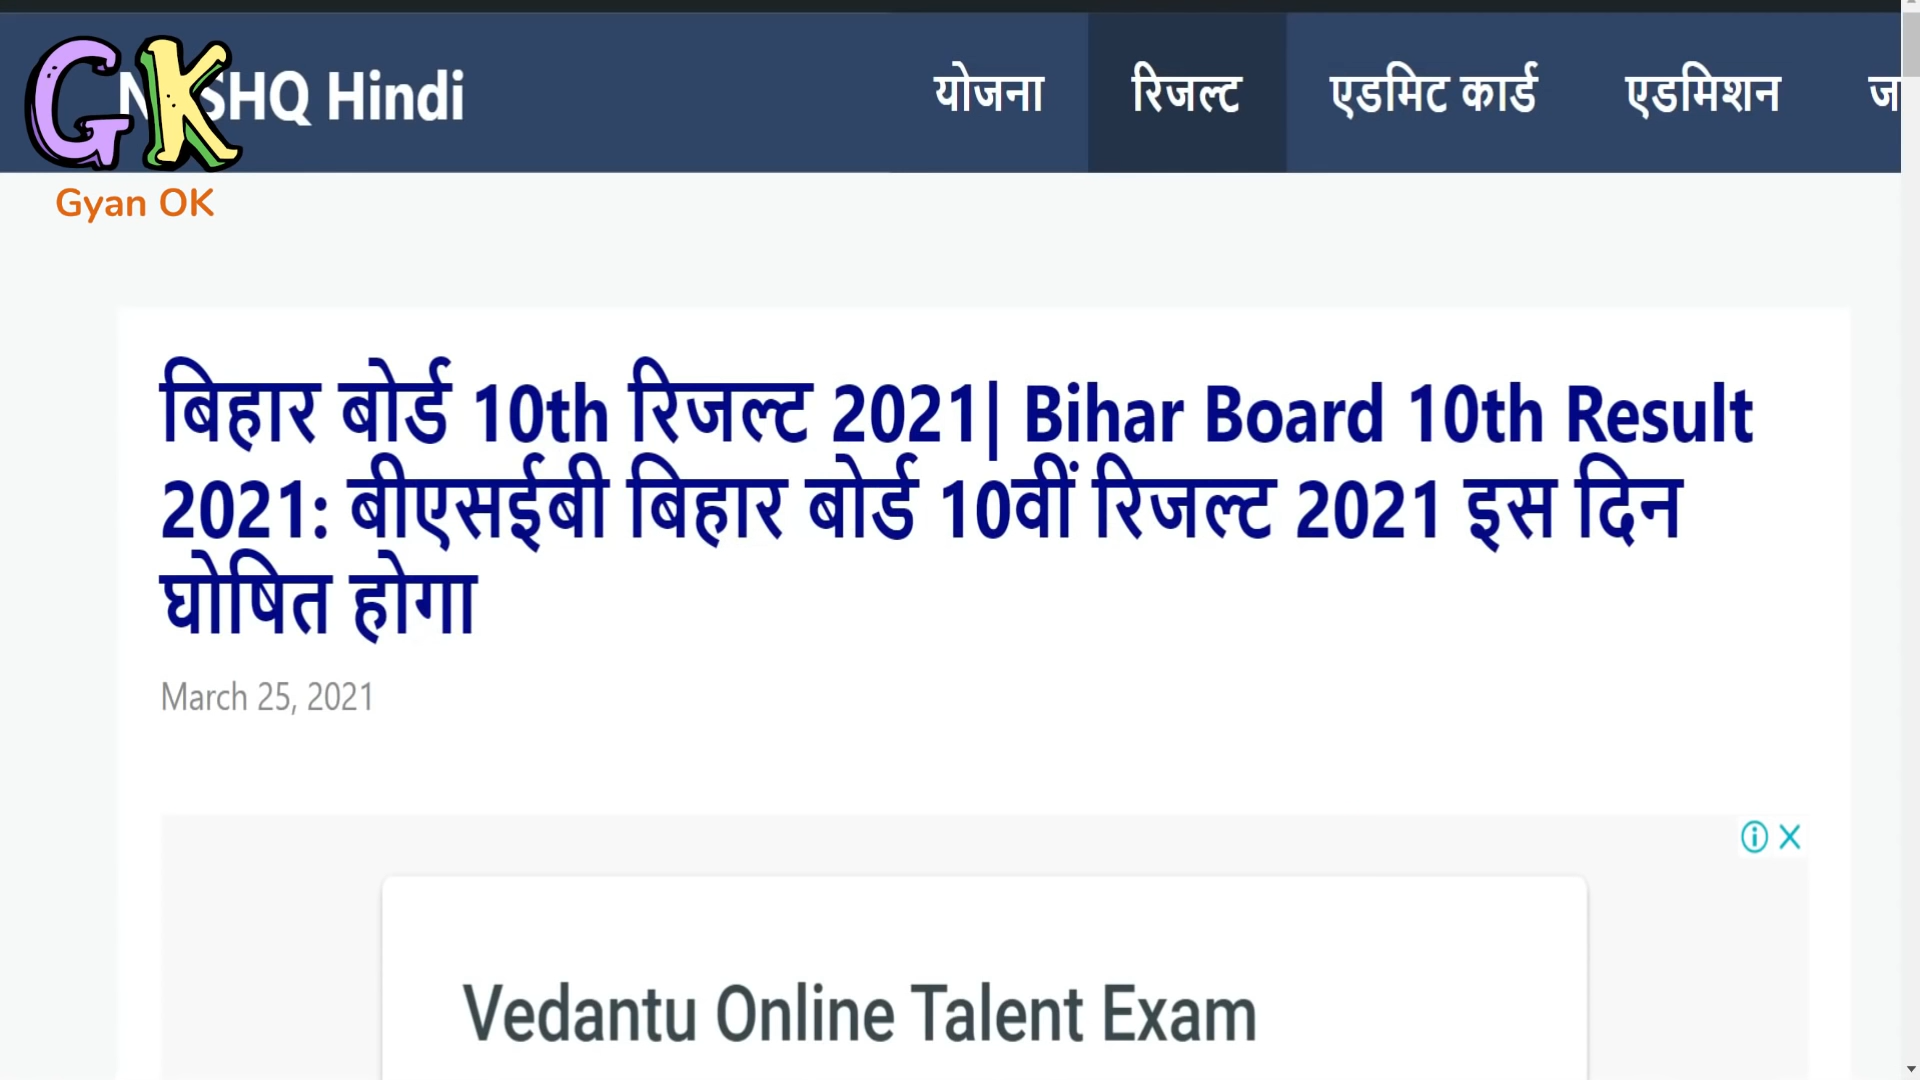 GK
Gyan OK
SHQ Hindi
योजना
रिजल्ट
एडमिट कार्ड
एडमिशन
बिहार बोर्ड 10th रिजल्ट 2021| Bihar Board 10th Result
2021: बीएसईबी बिहार बोर्ड 10वीं रिजल्ट 2021 इस दिन
घोषित होगा
March 25, 2021
Vedantu Online Talent Exam